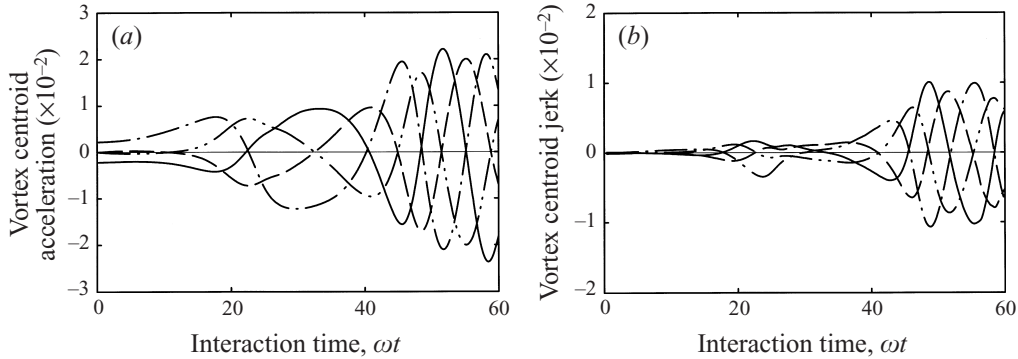 (a)
Vortex centroid
acceleration (×10⁻²)
3
2
1
0
−1
−2
−3
0
20
40
60
Interaction time, ωt
(b)
Vortex centroid jerk (×10⁻²)
2
1
0
−1
−2
0
20
40
60
Interaction time, ωt